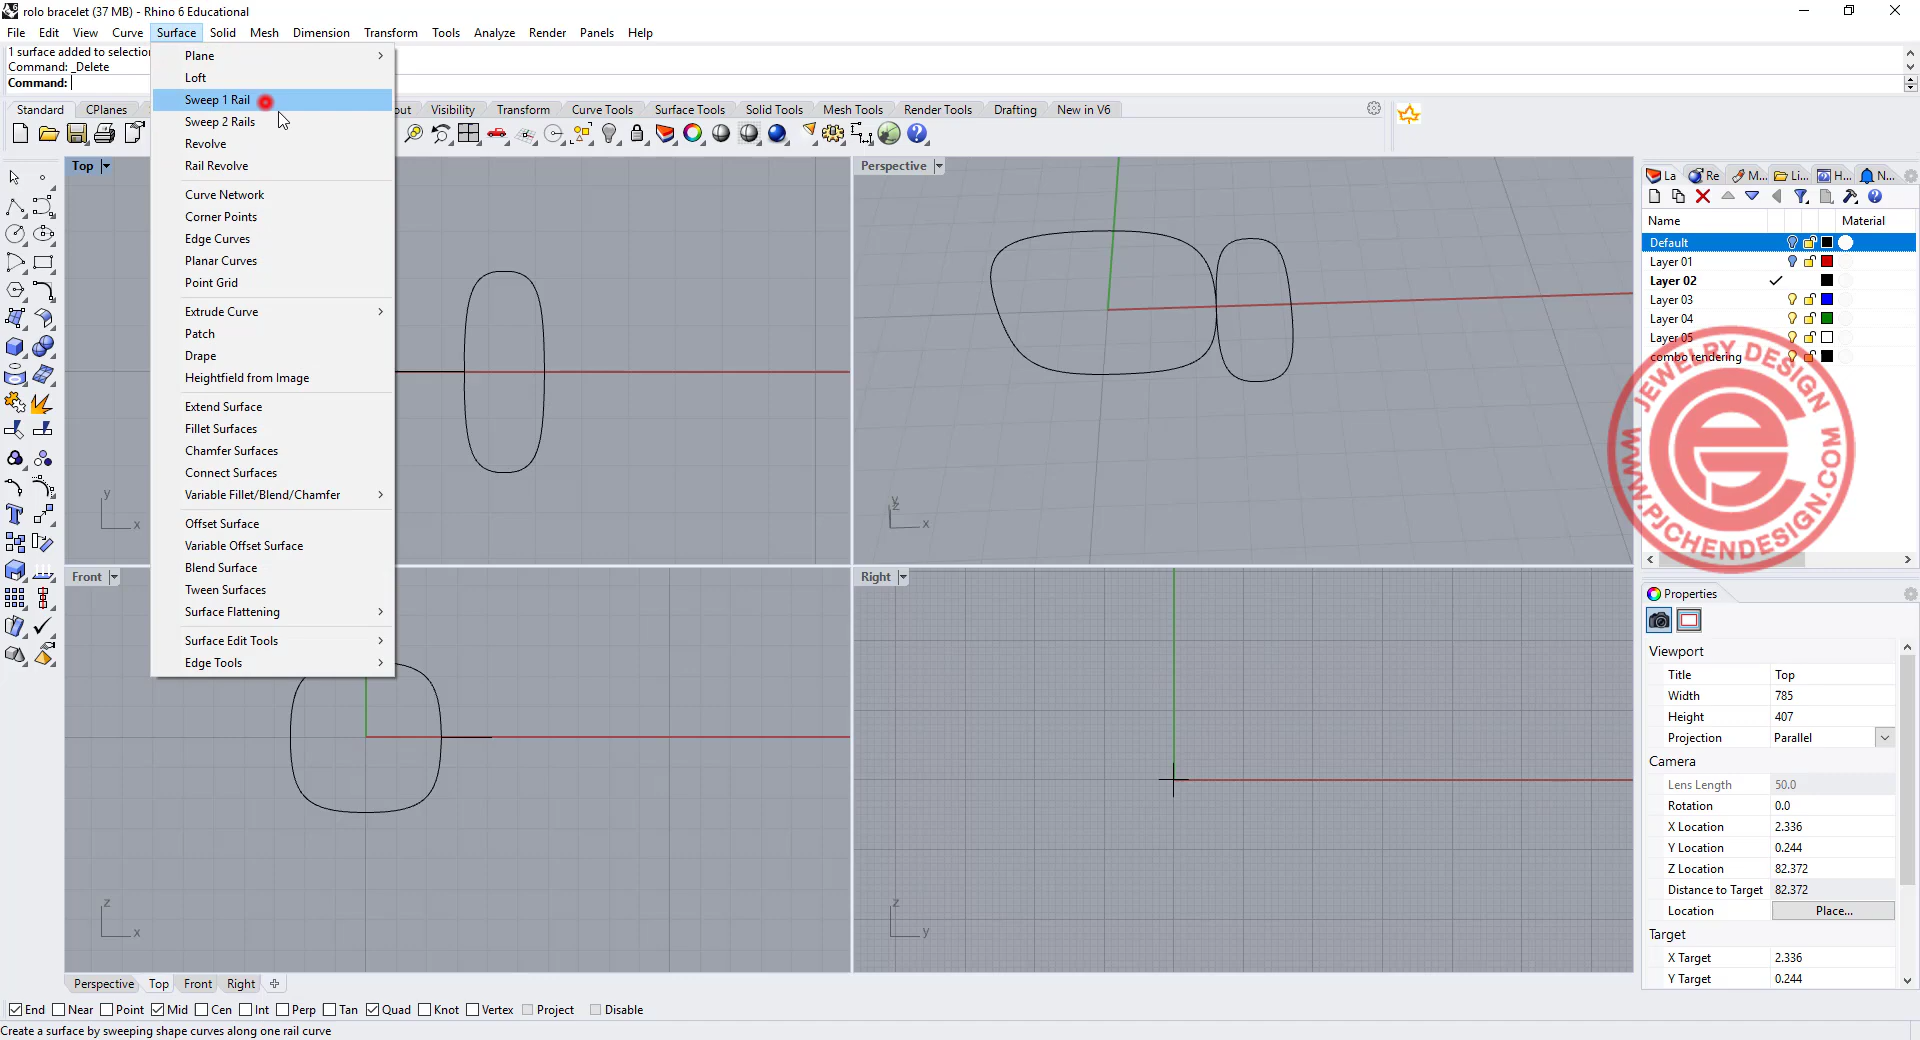 rolo bracelet (37 MB) - Rhino 6 Educational
File Edit View Curve Surface Solid Mesh Dimension Transform Tools Analyze Render Panels Help
1 surface added to selection
Command: _Delete
Command:
Standard CPlanes out Visibility Transform Curve Tools Surface Tools Solid Tools Mesh Tools Render Tools Drafting New in V6
Plane
Loft
Sweep 1 Rail
Sweep 2 Rails
Revolve
Rail Revolve
Curve Network
Corner Points
Edge Curves
Planar Curves
Point Grid
Extrude Curve
Patch
Drape
Heightfield from Image
Extend Surface
Fillet Surfaces
Chamfer Surfaces
Connect Surfaces
Variable Fillet/Blend/Chamfer
Offset Surface
Variable Offset Surface
Blend Surface
Tween Surfaces
Surface Flattening
Surface Edit Tools
Edge Tools
Top
y
x
Perspective
y
z
x
Front
z
x
Right
z
y
La Re M... Li... H... N...
Name Material
Default
Layer 01
Layer 02
Layer 03
Layer 04
Layer 05
combo rendering
JEWELRY DESIGN
WWW.PJCHENDESIGN.COM
Properties
Viewport
Title Top
Width 785
Height 407
Projection Parallel
Camera
Lens Length 50.0
Rotation 0.0
X Location 2.336
Y Location 0.244
Z Location 82.372
Distance to Target 82.372
Location Place...
Target
X Target 2.336
Y Target 0.244
Perspective Top Front Right
End Near Point Mid Cen Int Perp Tan Quad Knot Vertex Project Disable
Create a surface by sweeping shape curves along one rail curve